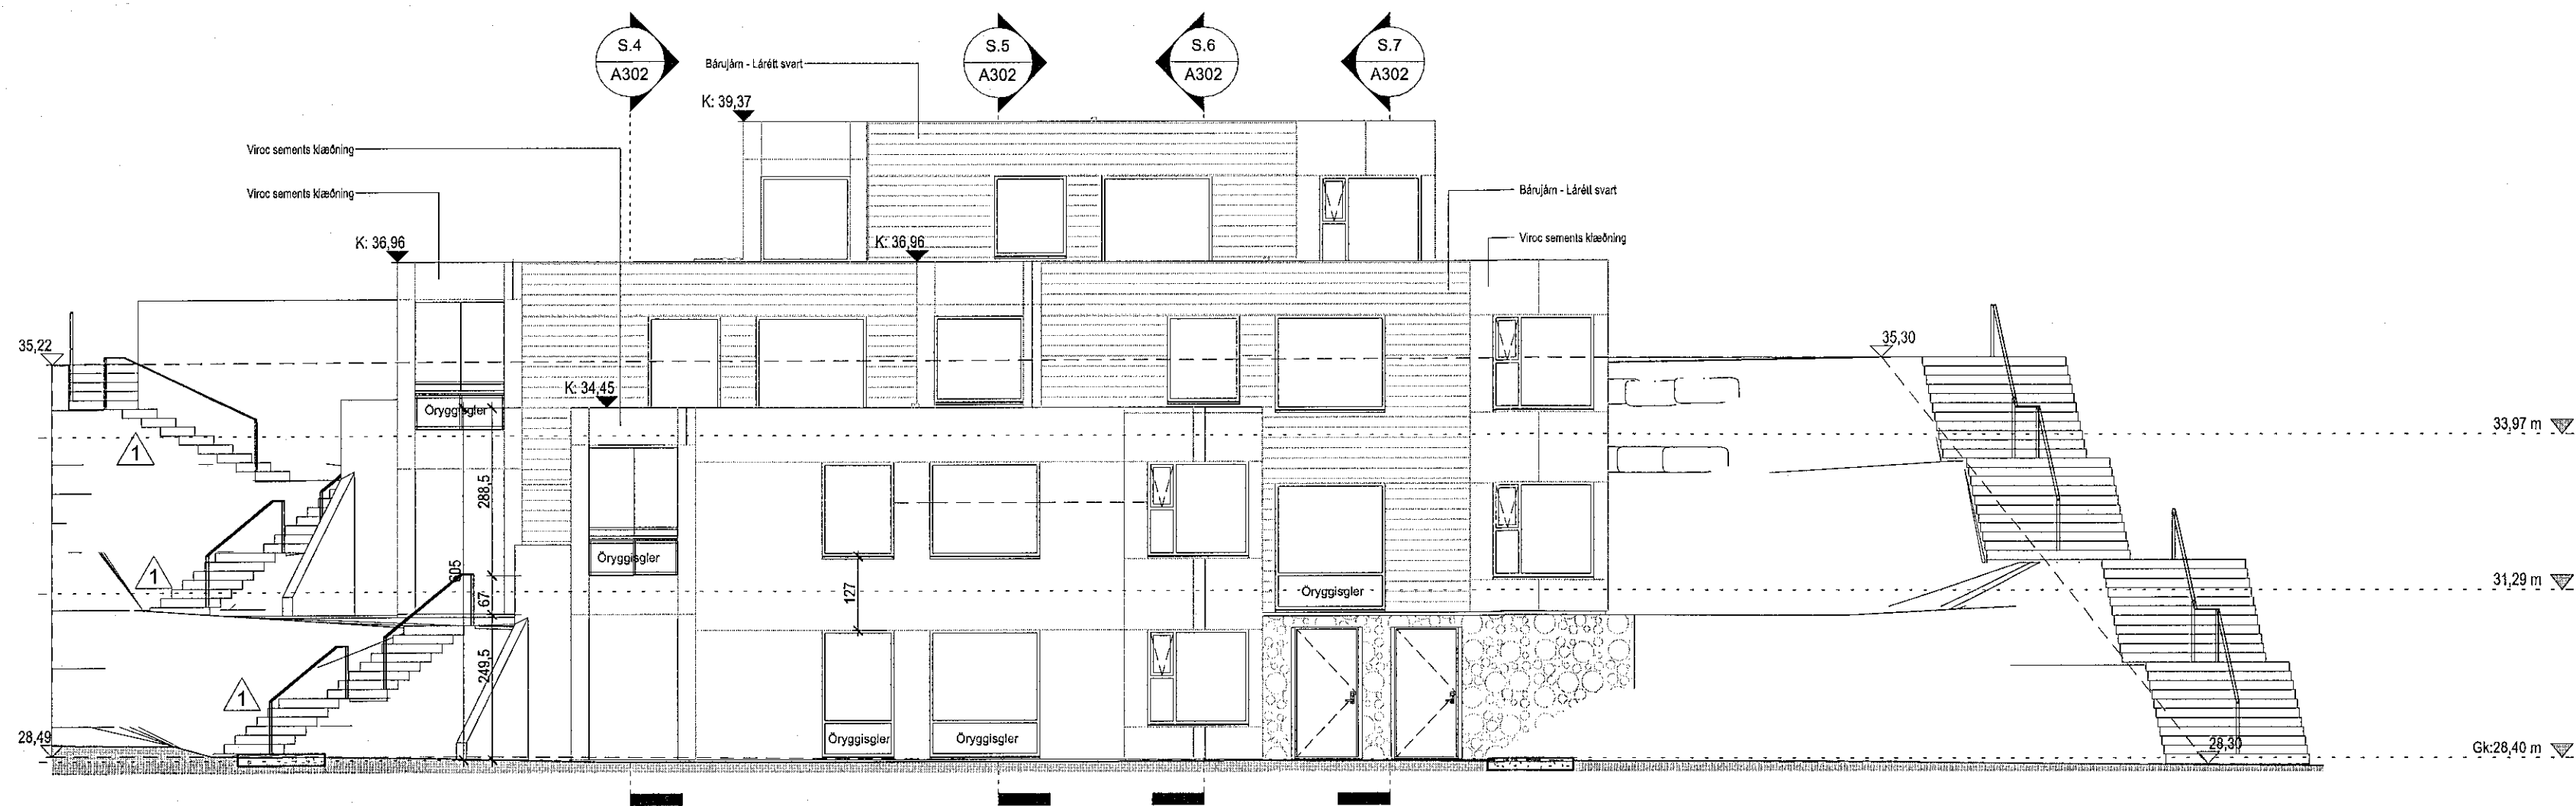 S.4
A302
S.5
A302
S.6
A302
S.7
A302
Bárujárn - Lárétt svart
K: 39,37
Viroc sements klæðning
Viroc sements klæðning
Bárujárn - Lárétt svart
Viroc sements klæðning
K: 36,96
K: 36,96
35,22
35,30
K: 34,45
Öryggisgler
33,97 m
1
288,5
Öryggisgler
605
1
67
127
Öryggisgler
31,29 m
249,5
1
Öryggisgler
Öryggisgler
28,49
28,30
Gk:28,40 m